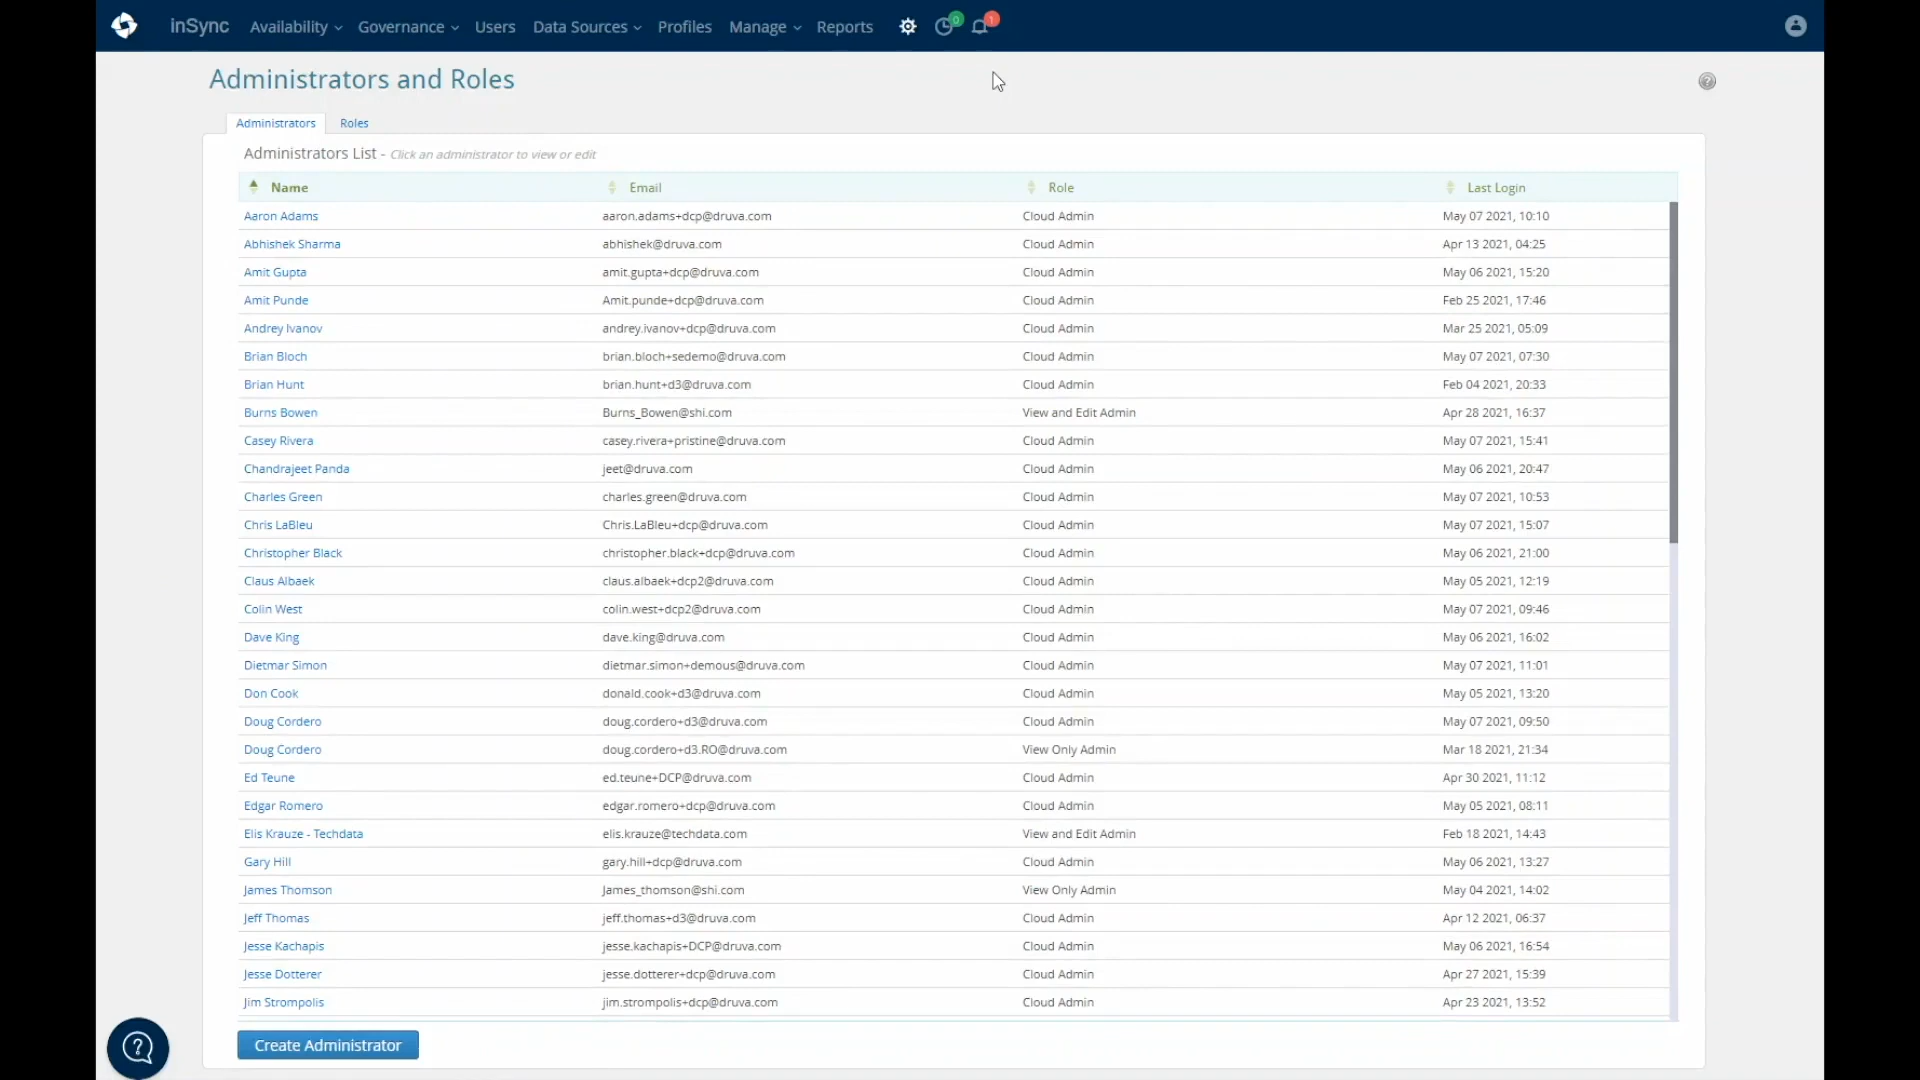 inSync Availability Governance Users Data Sources Profiles Manage Reports 0 1
Administrators and Roles
Administrators Roles
Administrators List - Click an administrator to view or edit
Name Email Role Last Login
Aaron Adams aaron.adams+dcp@druva.com Cloud Admin May 07 2021, 10:10
Abhishek Sharma abhishek@druva.com Cloud Admin Apr 13 2021, 04:25
Amit Gupta amit.gupta+dcp@druva.com Cloud Admin May 06 2021, 15:20
Amit Punde Amit.punde+dcp@druva.com Cloud Admin Feb 25 2021, 17:46
Andrey Ivanov andrey.ivanov+dcp@druva.com Cloud Admin Mar 25 2021, 05:09
Brian Bloch brian.bloch+sedemo@druva.com Cloud Admin May 07 2021, 07:30
Brian Hunt brian.hunt+d3@druva.com Cloud Admin Feb 04 2021, 20:33
Burns Bowen Burns_Bowen@shi.com View and Edit Admin Apr 28 2021, 16:37
Casey Rivera casey.rivera+pristine@druva.com Cloud Admin May 07 2021, 15:41
Chandrajeet Panda jeet@druva.com Cloud Admin May 06 2021, 20:47
Charles Green charles.green@druva.com Cloud Admin May 07 2021, 10:53
Chris LaBleu Chris.LaBleu+dcp@druva.com Cloud Admin May 07 2021, 15:07
Christopher Black christopher.black+dcp@druva.com Cloud Admin May 06 2021, 21:00
Claus Albaek claus.albaek+dcp2@druva.com Cloud Admin May 05 2021, 12:19
Colin West colin.west+dcp2@druva.com Cloud Admin May 07 2021, 09:46
Dave King dave.king@druva.com Cloud Admin May 06 2021, 16:02
Dietmar Simon dietmar.simon+demous@druva.com Cloud Admin May 07 2021, 11:01
Don Cook donald.cook+d3@druva.com Cloud Admin May 05 2021, 13:20
Doug Cordero doug.cordero+d3@druva.com Cloud Admin May 07 2021, 09:50
Doug Cordero doug.cordero+d3.RO@druva.com View Only Admin Mar 18 2021, 21:34
Ed Teune ed.teune+DCP@druva.com Cloud Admin Apr 30 2021, 11:12
Edgar Romero edgar.romero+dcp@druva.com Cloud Admin May 05 2021, 08:11
Elis Krauze - Techdata elis.krauze@techdata.com View and Edit Admin Feb 18 2021, 14:43
Gary Hill gary.hill+dcp@druva.com Cloud Admin May 06 2021, 13:27
James Thomson James_thomson@shi.com View Only Admin May 04 2021, 14:02
Jeff Thomas jeff.thomas+d3@druva.com Cloud Admin Apr 12 2021, 06:37
Jesse Kachapis jesse.kachapis+DCP@druva.com Cloud Admin May 06 2021, 16:54
Jesse Dotterer jesse.dotterer+dcp@druva.com Cloud Admin Apr 27 2021, 15:39
Jim Strompolis jim.strompolis+dcp@druva.com Cloud Admin Apr 23 2021, 13:52
Create Administrator